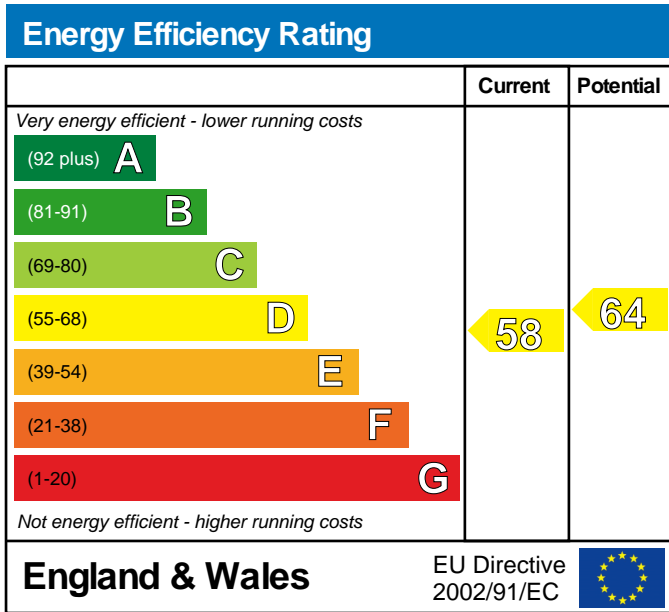 Energy Efficiency Rating
Current Potential
Very energy efficient - lower running costs
(92 plus) A
(81-91) B
(69-80) C
(55-68) D
(39-54) E
(21-38) F
(1-20) G
58
64
Not energy efficient - higher running costs
England & Wales
EU Directive
2002/91/EC